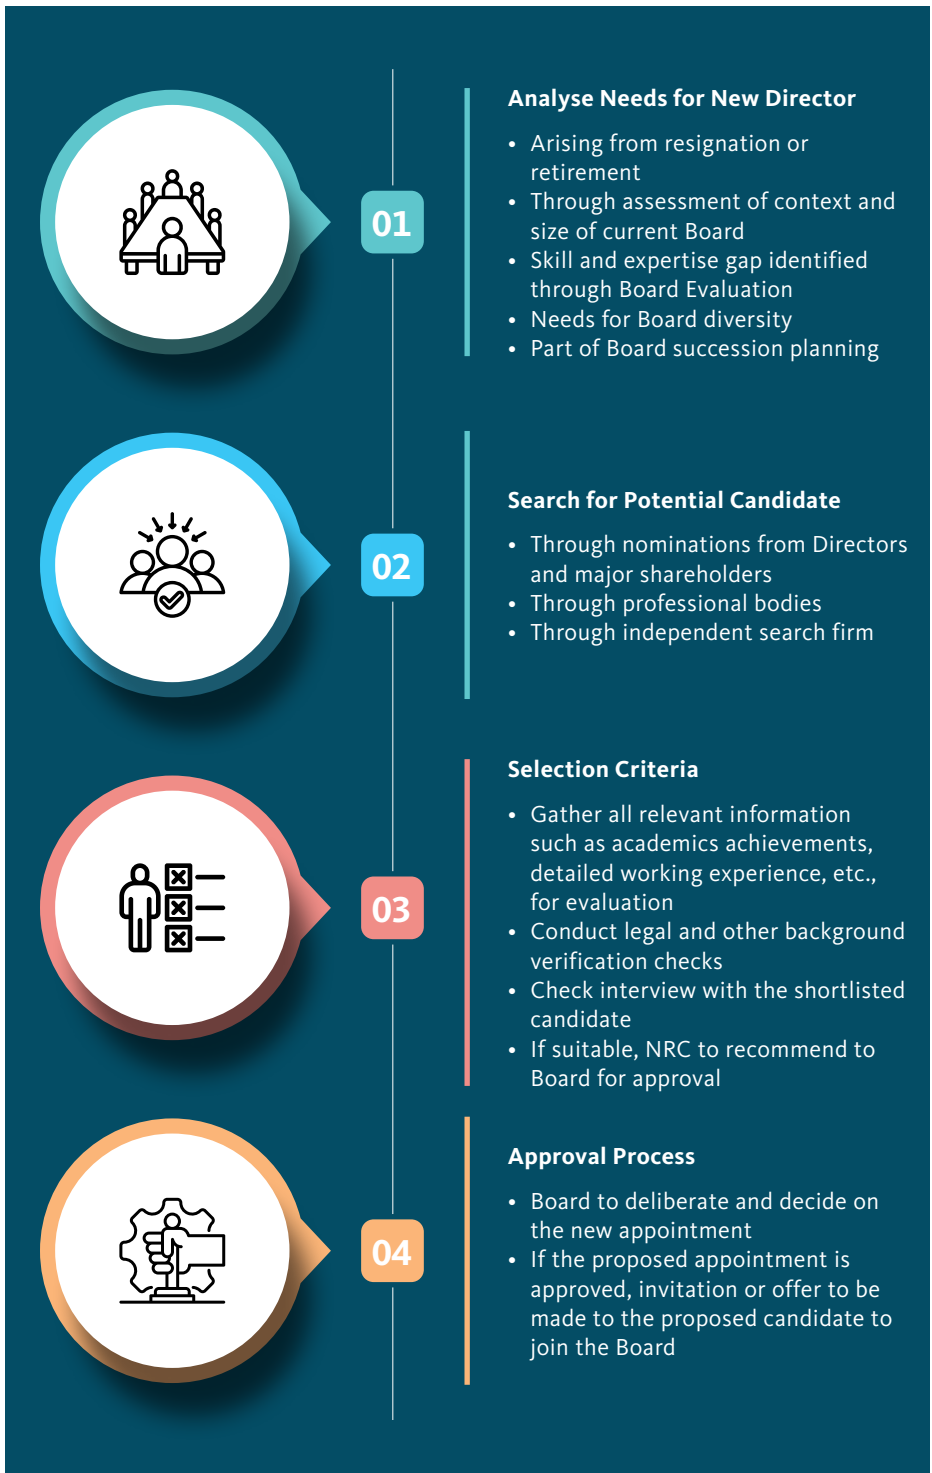 01
Analyse Needs for New Director
• Arising from resignation or
retirement
• Through assessment of context and
size of current Board
• Skill and expertise gap identified
through Board Evaluation
• Needs for Board diversity
• Part of Board succession planning
02
Search for Potential Candidate
• Through nominations from Directors
and major shareholders
• Through professional bodies
• Through independent search firm
03
Selection Criteria
• Gather all relevant information
such as academics achievements,
detailed working experience, etc.,
for evaluation
• Conduct legal and other background
verification checks
• Check interview with the shortlisted
candidate
• If suitable, NRC to recommend to
Board for approval
04
Approval Process
• Board to deliberate and decide on
the new appointment
• If the proposed appointment is
approved, invitation or offer to be
made to the proposed candidate to
join the Board